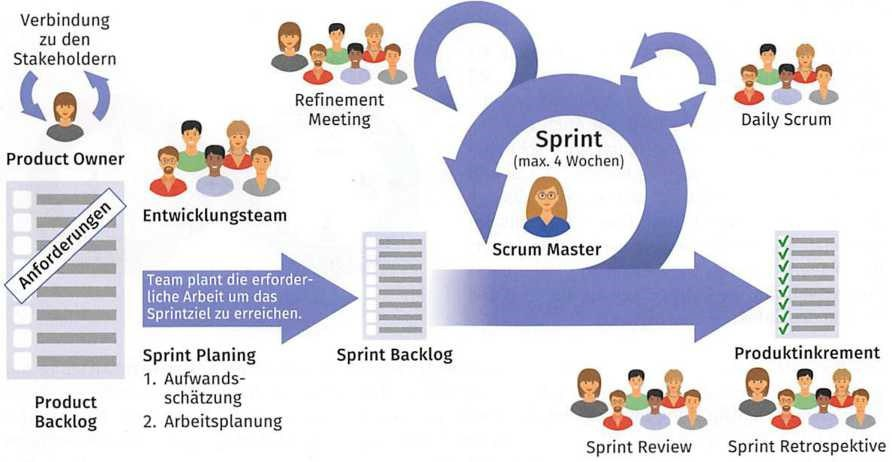 Verbindung
zu den
Stakeholdern
Product Owner
Anforderungen
Product
Backlog
Entwicklungsteam
Team plant die erforder-
liche Arbeit um das
Sprintziel zu erreichen.
Sprint Planing
1. Aufwands-
schätzung
2. Arbeitsplanung
Sprint Backlog
Refinement
Meeting
Sprint
(max. 4 Wochen)
Scrum Master
Daily Scrum
Produktinkrement
Sprint Review
Sprint Retrospektive